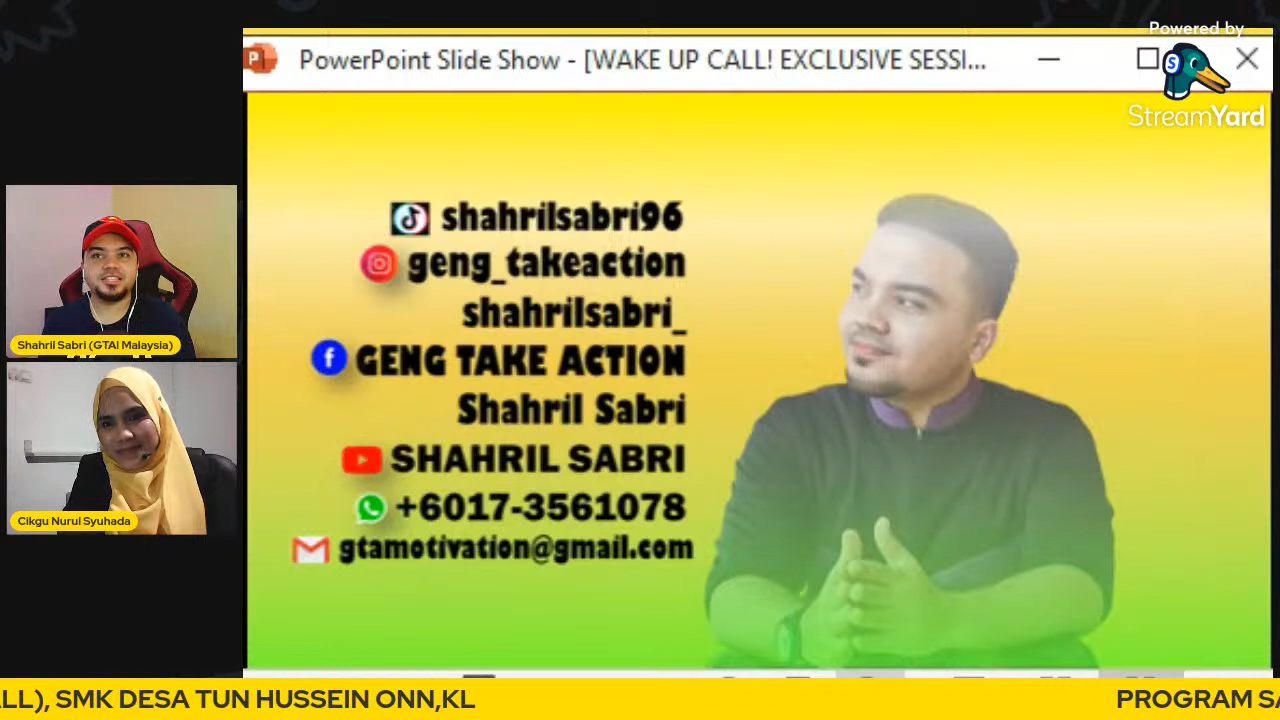 PowerPoint Slide Show - [WAKE UP CALL! EXCLUSIVE SESSI...
Powered by
StreamYard
shahrilsabri96
geng_takeaction
shahrilsabri_
GENG TAKE ACTION
Shahril Sabri
SHAHRIL SABRI
+6017-3561078
gtamotivation@gmail.com
Shahril Sabri (GTA! Malaysia)
Cikgu Nurul Syuhada
ALL), SMK DESA TUN HUSSEIN ONN,KL
PROGRAM SA